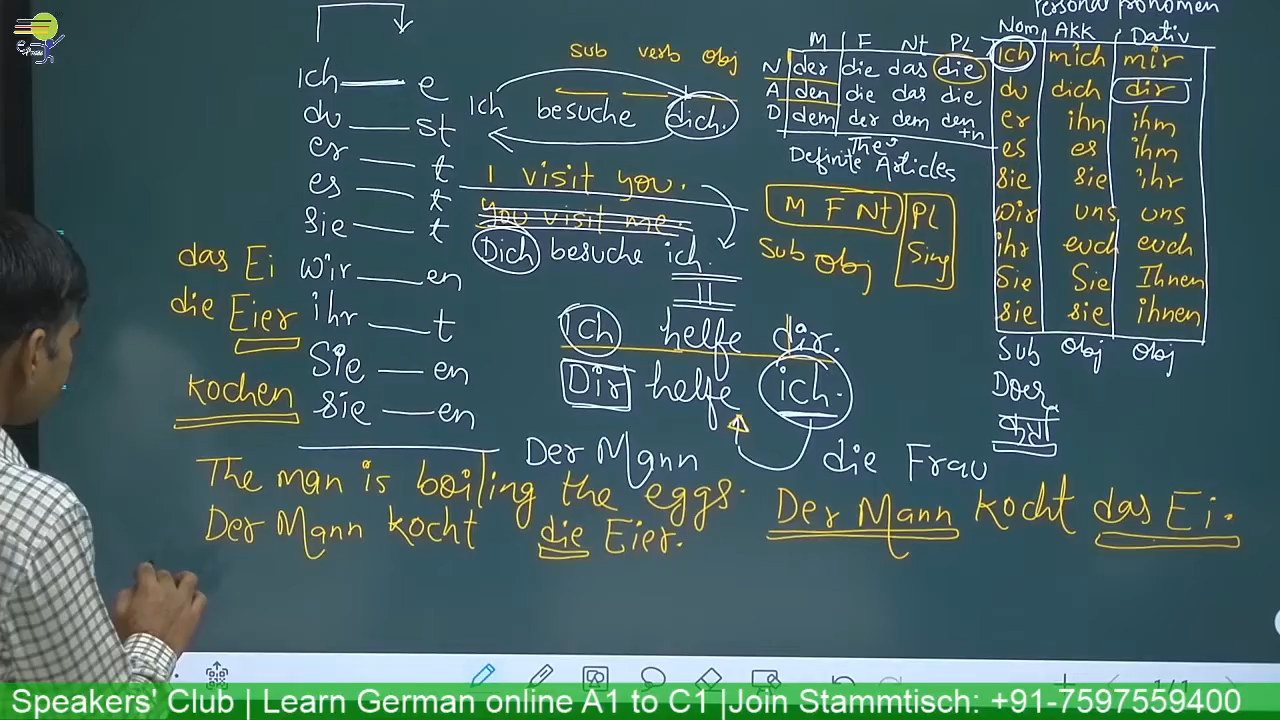 Personal pronomen
Nom Akk Dativ
ich mich mir
du dich dir
er ihn ihm
es es ihm
sie sie ihr
wir uns uns
ihr euch euch
Sie Sie Ihnen
sie sie ihnen
Sub Obj Obj
Doer
कर्ता
M F Nt PL
N der die das die
A den die das die
D dem der dem den
+n
The
Definite Articles
M F Nt PL
Sub Obj Sing
sub verb obj
Ich besuche dich.
I visit you.
You visit me.
Dich besuche ich.
Ich helfe dir.
Dir helfe ich.
ich e
du st
er t
es t
sie t
wir en
ihr t
Sie en
sie en
das Ei
die Eier
kochen
Der Mann die Frau
The man is boiling the eggs.
Der Mann kocht die Eier.
Der Mann kocht das Ei.
1/1
Speakers' Club | Learn German online A1 to C1 |Join Stammtisch: +91-7597559400